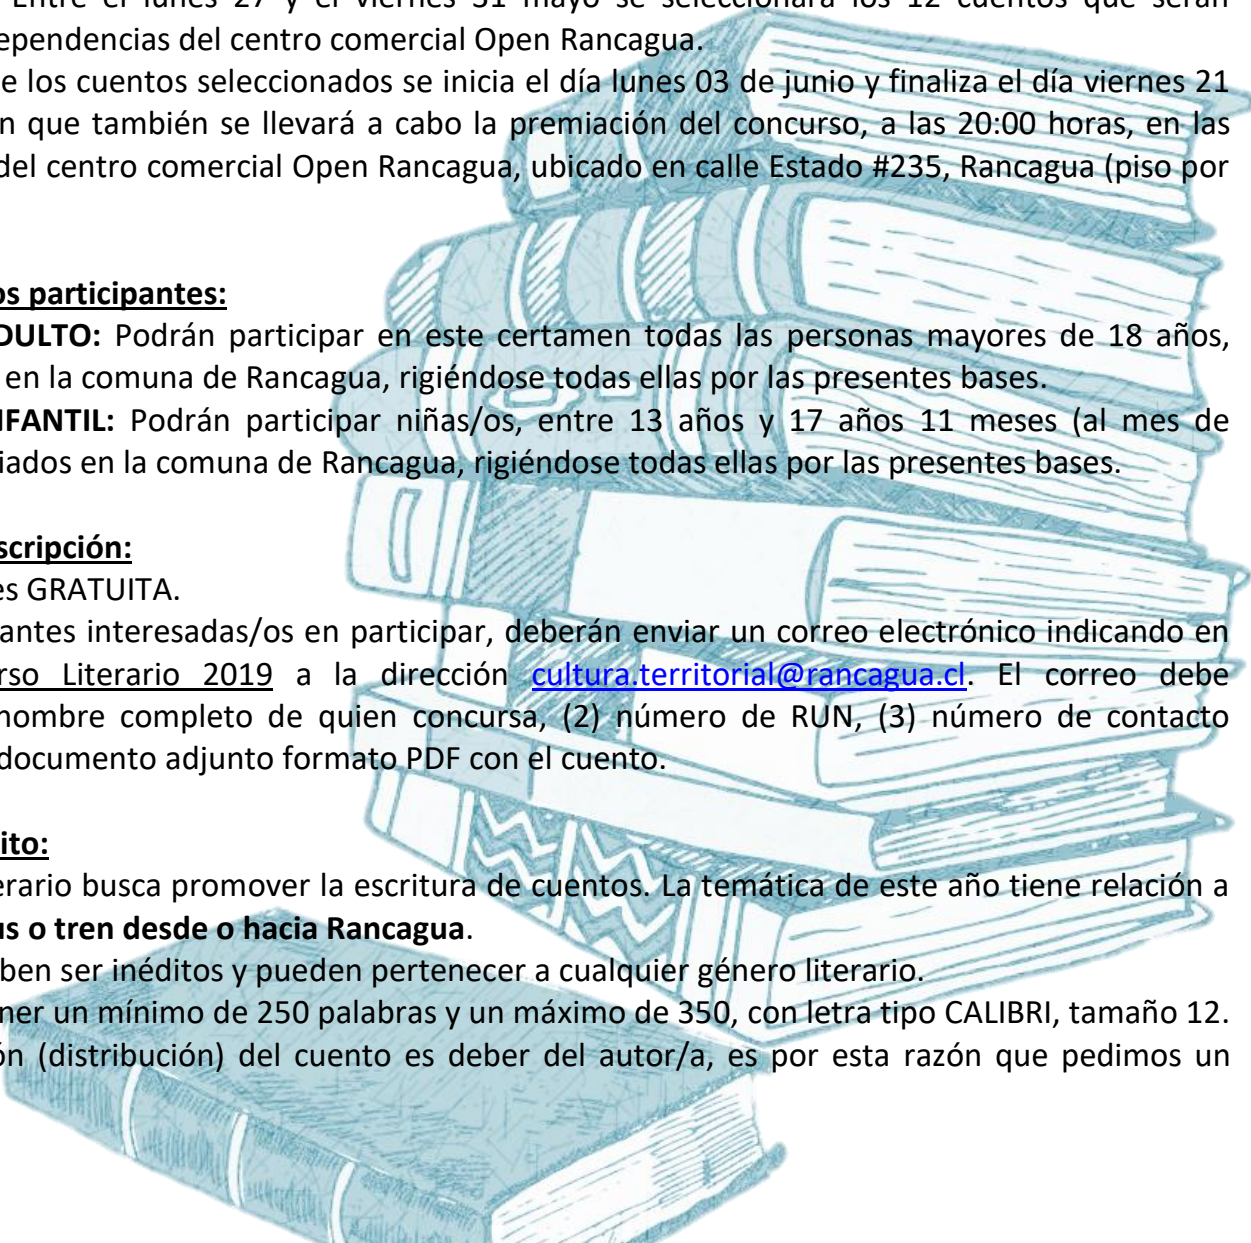 Entre el lunes 27 y el viernes 31 mayo se seleccionará los 12 cuentos que serán
ependencias del centro comercial Open Rancagua.
e los cuentos seleccionados se inicia el día lunes 03 de junio y finaliza el día viernes 21
n que también se llevará a cabo la premiación del concurso, a las 20:00 horas, en las
del centro comercial Open Rancagua, ubicado en calle Estado #235, Rancagua (piso por
os participantes:
DULTO: Podrán participar en este certamen todas las personas mayores de 18 años,
en la comuna de Rancagua, rigiéndose todas ellas por las presentes bases.
NFANTIL: Podrán participar niñas/os, entre 13 años y 17 años 11 meses (al mes de
iados en la comuna de Rancagua, rigiéndose todas ellas por las presentes bases.
scripción:
es GRATUITA.
antes interesadas/os en participar, deberán enviar un correo electrónico indicando en
rso Literario 2019 a la dirección cultura.territorial@rancagua.cl. El correo debe
nombre completo de quien concursa, (2) número de RUN, (3) número de contacto
documento adjunto formato PDF con el cuento.
ito:
erario busca promover la escritura de cuentos. La temática de este año tiene relación a
us o tren desde o hacia Rancagua.
ben ser inéditos y pueden pertenecer a cualquier género literario.
ner un mínimo de 250 palabras y un máximo de 350, con letra tipo CALIBRI, tamaño 12.
ón (distribución) del cuento es deber del autor/a, es por esta razón que pedimos un